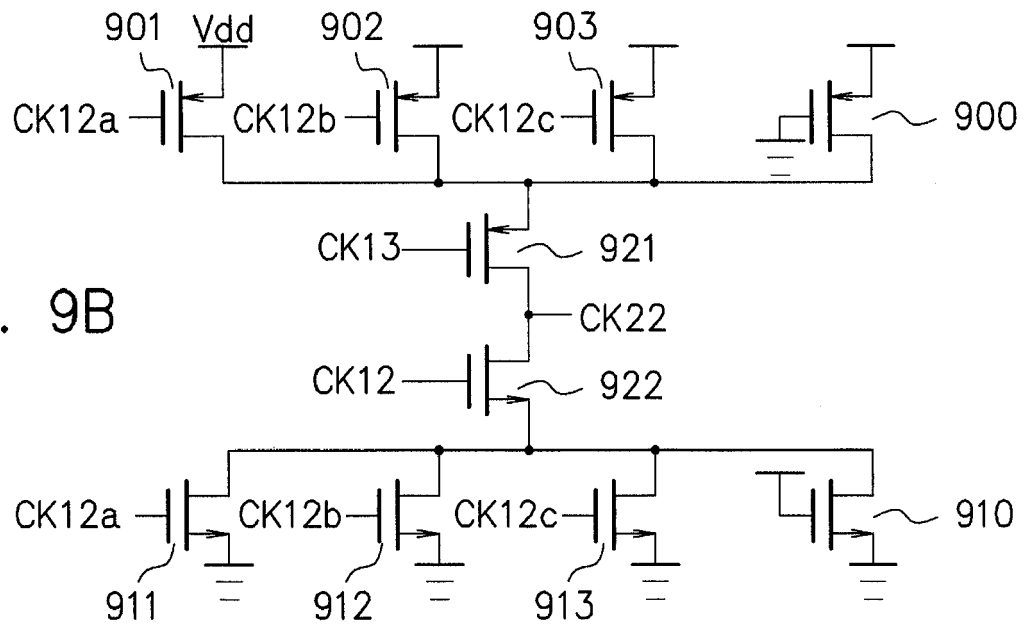 901 Vdd 902 903
CK12a CK12b CK12c 900
CK13 921
. 9B CK22
CK12 922
CK12a CK12b CK12c 910
911 912 913